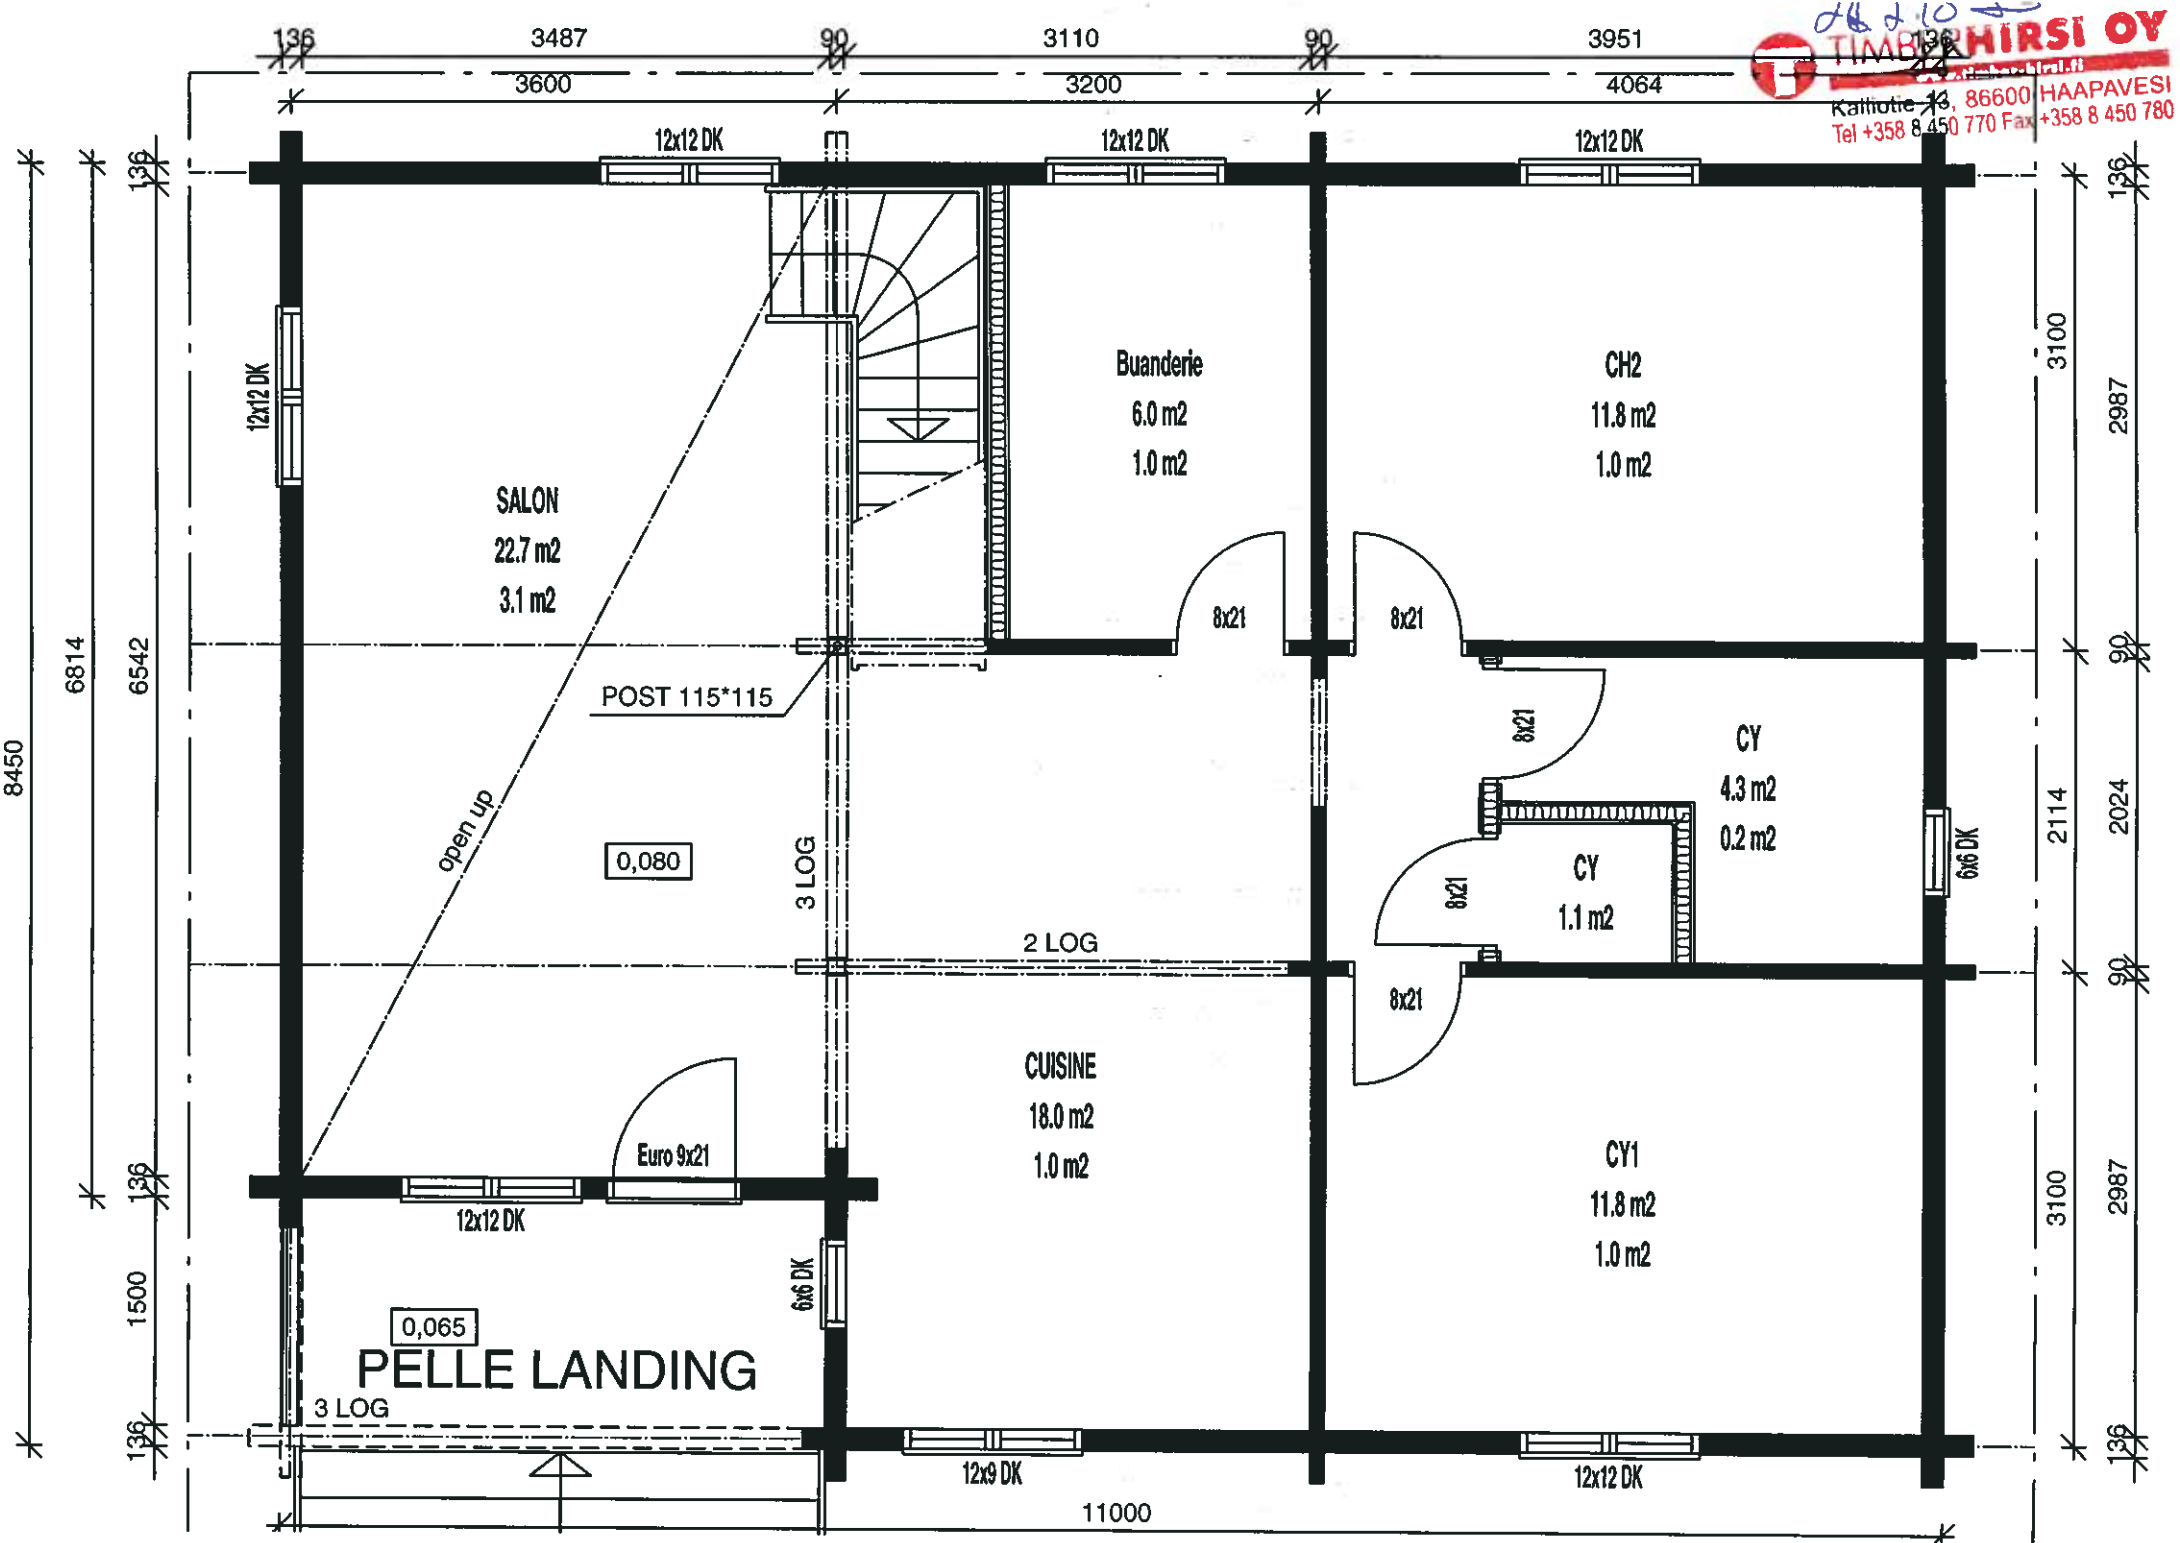 136
3487
90
3110
90
3951
136
TIMBERHIRSI OY
www.timberhirsi.fi
Kalliotie 13, 86600 HAAPAVESI
Tel +358 8 450 770 Fax +358 8 450 780
3600
3200
4064
12x12 DK
12x12 DK
12x12 DK
136
136
12x12 DK
SALON
22.7 m2
3.1 m2
Buanderie
6.0 m2
1.0 m2
CH2
11.8 m2
1.0 m2
3100
2987
8x21
8x21
8450
6814
6542
POST 115*115
90
8x21
CY
4.3 m2
0.2 m2
open up
0,080
3 LOG
2 LOG
8x21
CY
1.1 m2
6x6 DK
2114
2024
90
8x21
CUISINE
18.0 m2
1.0 m2
CY1
11.8 m2
1.0 m2
3100
2987
Euro 9x21
136
12x12 DK
1500
6x6 DK
0,065
PELLE LANDING
3 LOG
136
136
12x9 DK
12x12 DK
11000